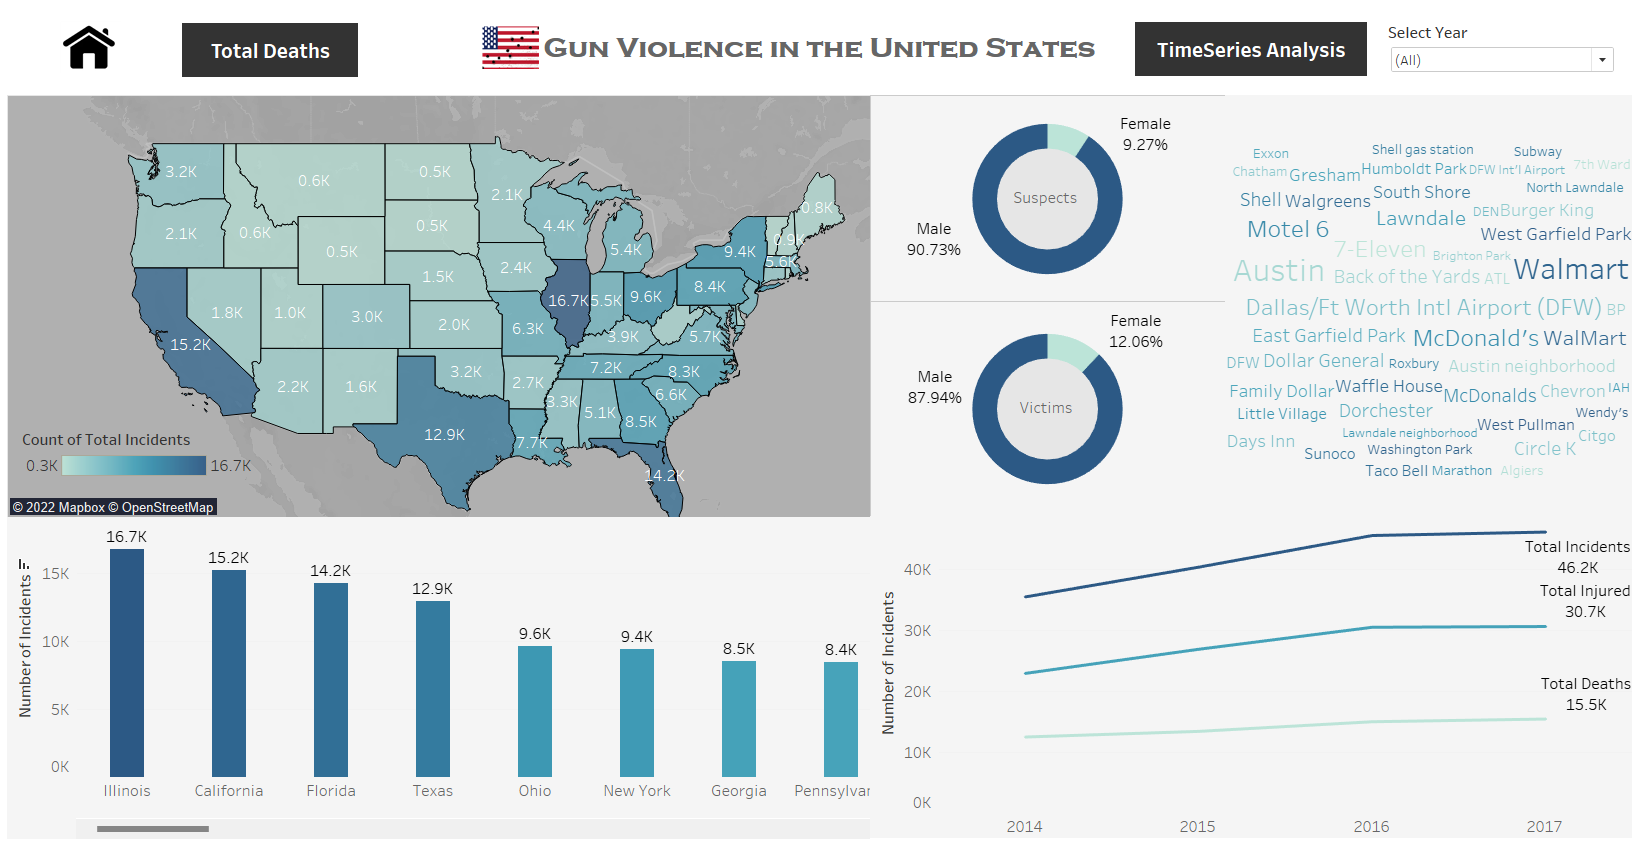 Total Deaths
GUN VIOLENCE IN THE UNITED STATES
TimeSeries Analysis
Select Year
(All)
3.2K
0.6K
0.5K
2.1K
0.8K
2.1K
0.6K
0.5K
0.5K
4.4K
5.4K
9.4K
0.9K
5.6K
1.5K
2.4K
8.4K
1.8K
1.0K
3.0K
2.0K
16.7K
5.5K
9.6K
15.2K
6.3K
3.9K
5.7K
2.2K
1.6K
3.2K
2.7K
7.2K
8.3K
12.9K
3.3K
5.1K
6.6K
8.5K
7.7K
14.2K
Count of Total Incidents
0.3K
16.7K
© 2022 Mapbox © OpenStreetMap
Female
9.27%
Suspects
Male
90.73%
Female
12.06%
Male
87.94%
Victims
Exxon
Shell gas station
Subway
Chatham
Gresham
Humboldt Park
DFW Int'l Airport
7th Ward
Shell
Walgreens
South Shore
North Lawndale
Motel 6
Lawndale
DEN
Burger King
West Garfield Park
7-Eleven
Brighton Park
Austin
Back of the Yards
ATL
Walmart
Dallas/Ft Worth Intl Airport (DFW)
BP
East Garfield Park
McDonald's
WalMart
DFW
Dollar General
Roxbury
Austin neighborhood
Family Dollar
Waffle House
McDonalds
Chevron
IAH
Little Village
Dorchester
West Pullman
Wendy's
Days Inn
Lawndale neighborhood
Citgo
Sunoco
Washington Park
Circle K
Taco Bell
Marathon
Algiers
Number of Incidents
15K
10K
5K
0K
16.7K
15.2K
14.2K
12.9K
9.6K
9.4K
8.5K
8.4K
Illinois
California
Florida
Texas
Ohio
New York
Georgia
Pennsylvar
Number of Incidents
40K
30K
20K
10K
0K
Total Incidents
46.2K
Total Injured
30.7K
Total Deaths
15.5K
2014
2015
2016
2017